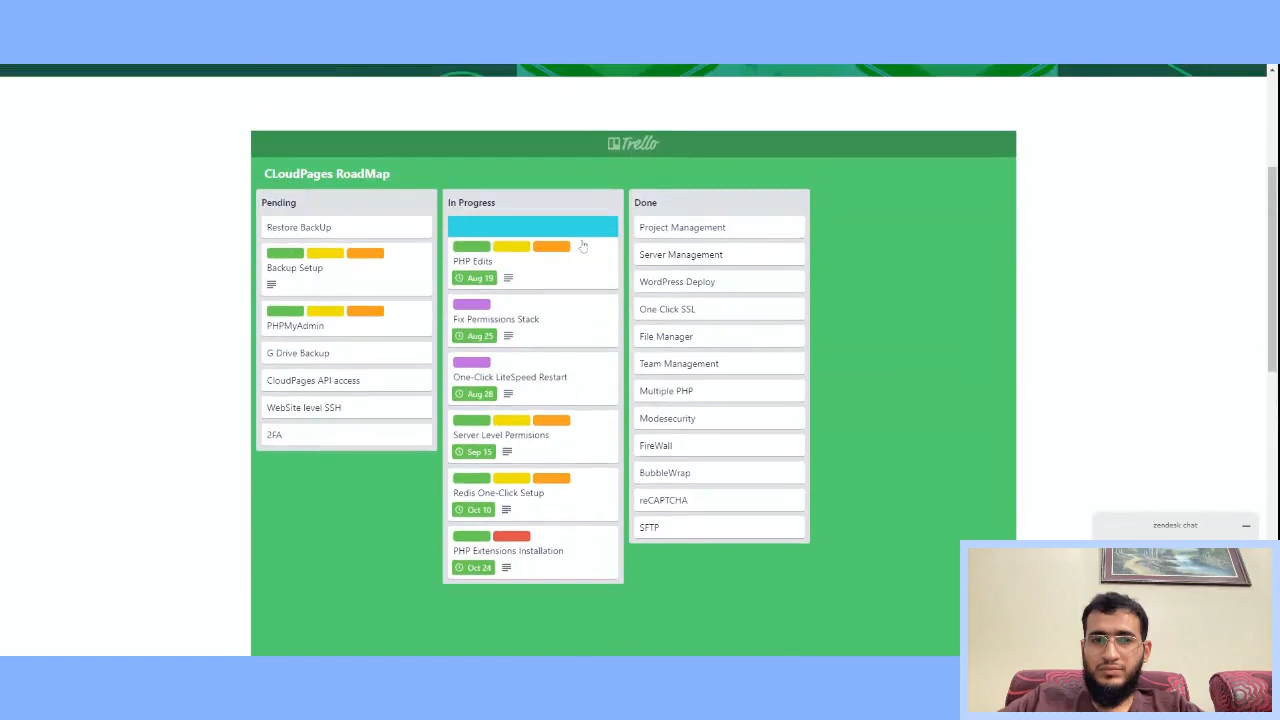 Trello
CLoudPages RoadMap
Pending
Restore BackUp
Backup Setup
PHPMyAdmin
G Drive Backup
CloudPages API access
WebSite level SSH
2FA
In Progress
PHP Edits
Aug 19
Fix Permissions Stack
Aug 25
One-Click LiteSpeed Restart
Aug 28
Server Level Permisions
Sep 15
Redis One-Click Setup
Oct 10
PHP Extensions Installation
Oct 24
Done
Project Management
Server Management
WordPress Deploy
One Click SSL
File Manager
Team Management
Multiple PHP
Modesecurity
FireWall
BubbleWrap
reCAPTCHA
SFTP
zendesk chat